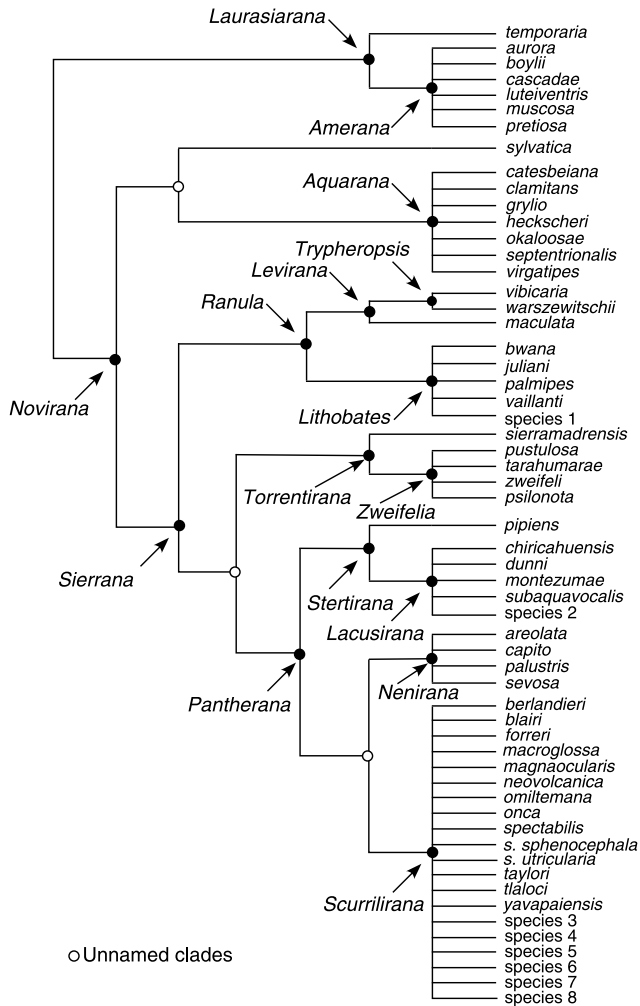 Laurasiarana
temporaria
aurora
boylii
cascadae
luteiventris
muscosa
Amerana
pretiosa
sylvatica
catesbeiana
Aquarana
clamitans
grylio
heckscheri
okaloosae
septentrionalis
virgatipes
Trypheropsis
Levirana
vibicaria
Ranula
warszewitschii
maculata
bwana
juliani
palmipes
Novirana
vaillanti
Lithobates
species 1
sierramadrensis
pustulosa
tarahumarae
zweifeli
Torrentirana
psilonota
Zweifelia
pipiens
chiricahuensis
dunni
Sierrana
montezumae
subaquavocalis
Stertirana
species 2
Lacusirana
areolata
capito
palustris
Nenirana
sevosa
Pantherana
berlandieri
blairi
forreri
macroglossa
magnaocularis
neovolcanica
omiltemana
onca
spectabilis
s. sphenocephala
s. utricularia
taylori
tlaloci
Scurrilirana
yavapaiensis
species 3
species 4
species 5
Unnamed clades
species 6
species 7
species 8